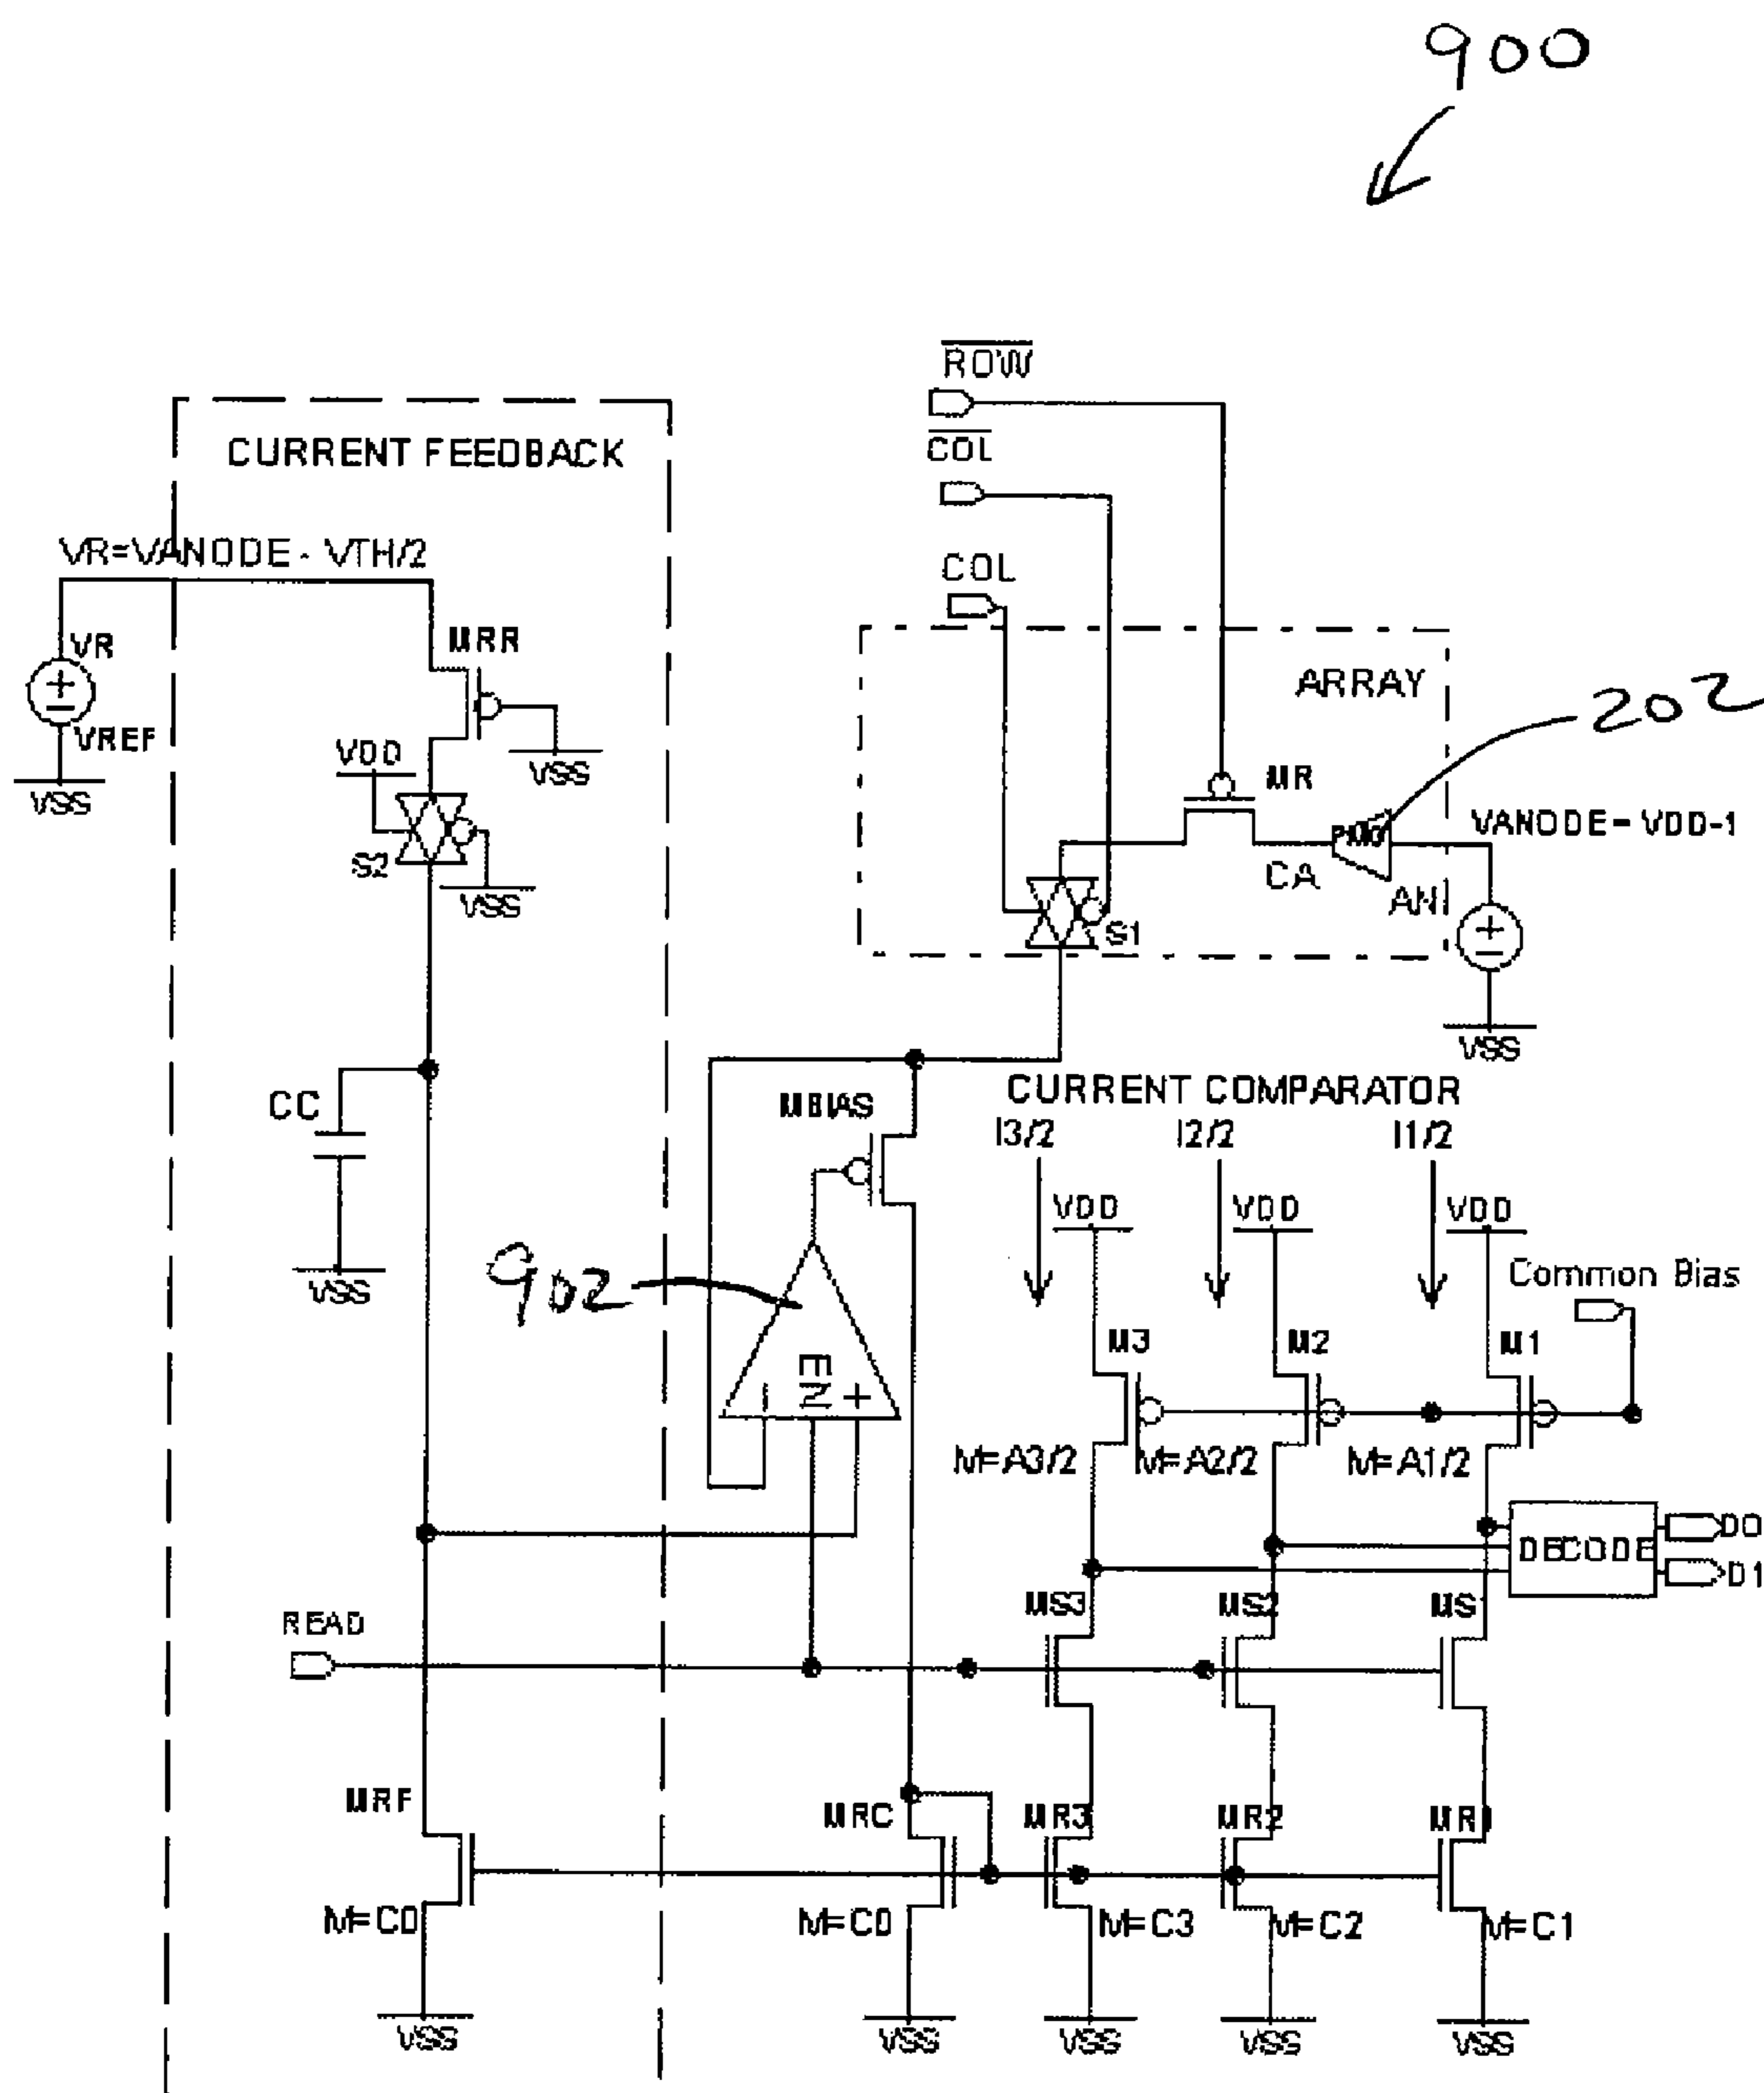 900
ROW
COL
CURRENT FEEDBACK
VR=VANODE - VTH/2
COL
VR
MRR
ARRAY
202
VREF
VDD
VSS
MR
VANODE=VDD-1
VSS
S2
CA
AN
VSS
S1
VSS
CC
MBIAS
CURRENT COMPARATOR
I3/2
I2/2
I1/2
VDD
VDD
VDD
VSS
902
Common Bias
M3
M2
M1
EN
- +
M=A3/2
M=A2/2
M=A1/2
DECODE
D0
D1
READ
MS3
MS2
MS
MRF
MRC
MR3
MR2
MR1
M=C0
M=C0
M=C3
M=C2
M=C1
VSS
VSS
VSS
VSS
VSS